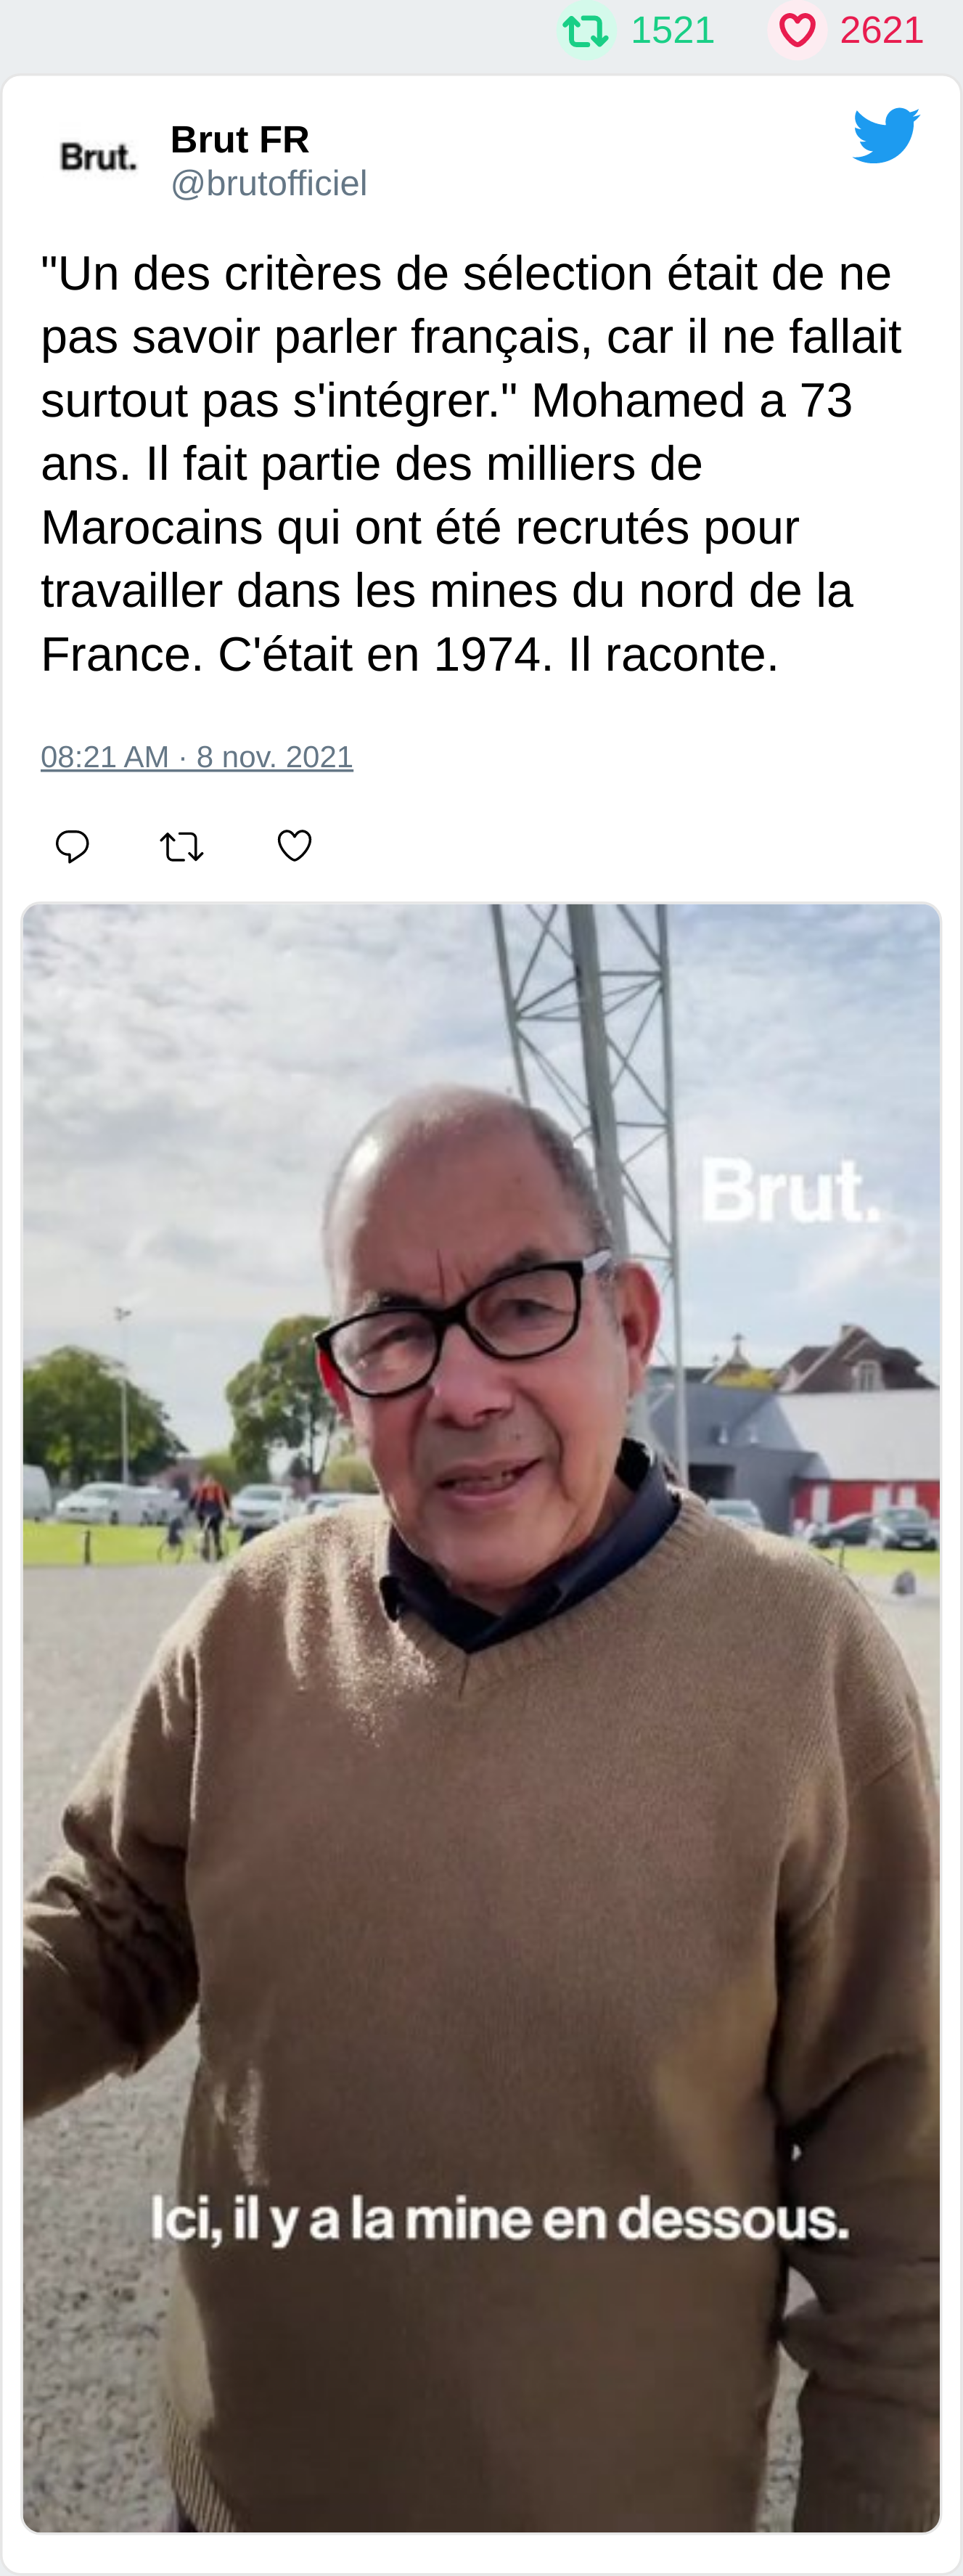 1521 2621
Brut.
Brut FR
@brutofficiel
"Un des critères de sélection était de ne
pas savoir parler français, car il ne fallait
surtout pas s'intégrer." Mohamed a 73
ans. Il fait partie des milliers de
Marocains qui ont été recrutés pour
travailler dans les mines du nord de la
France. C'était en 1974. Il raconte.
08:21 AM · 8 nov. 2021
Brut.
Ici, il y a la mine en dessous.